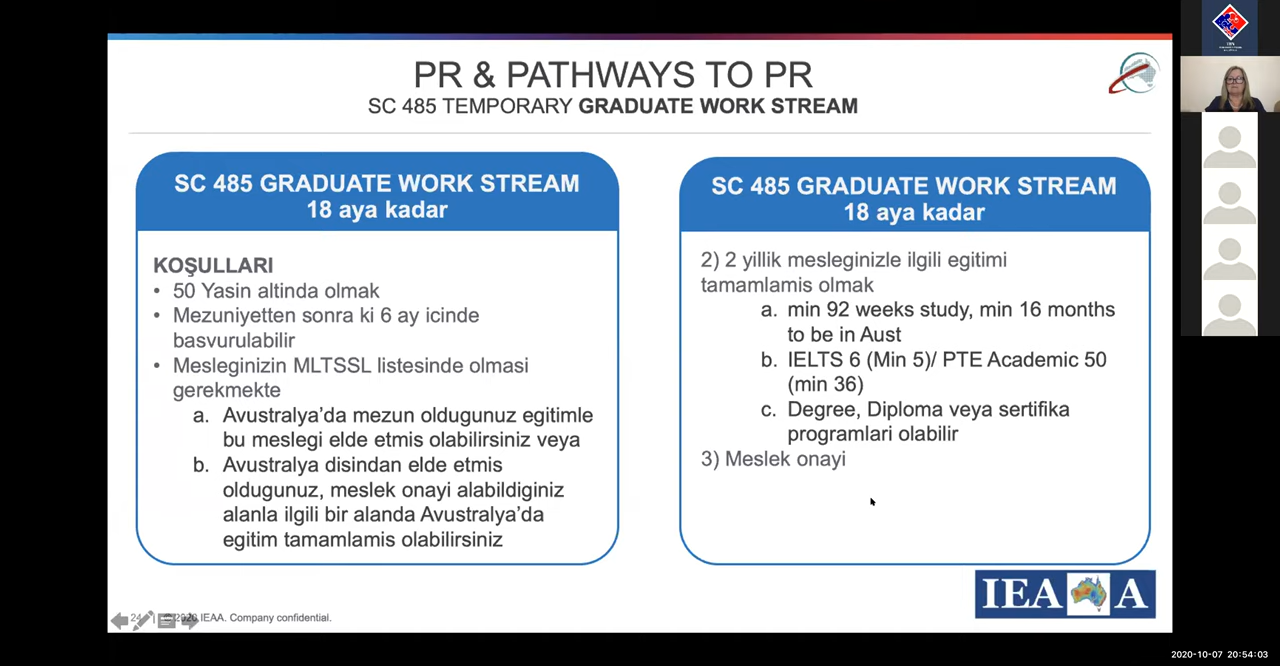 PR & PATHWAYS TO PR
SC 485 TEMPORARY GRADUATE WORK STREAM
SC 485 GRADUATE WORK STREAM
18 aya kadar
KOŞULLARI
• 50 Yasin altinda olmak
• Mezuniyetten sonra ki 6 ay icinde
basvurulabilir
• Mesleginizin MLTSSL listesinde olmasi
gerekmekte
a. Avustralya'da mezun oldugunuz egitimle
bu meslegi elde etmis olabilirsiniz veya
b. Avustralya disindan elde etmis
oldugunuz, meslek onayi alabildiginiz
alanla ilgili bir alanda Avustralya'da
egitim tamamlamis olabilirsiniz
SC 485 GRADUATE WORK STREAM
18 aya kadar
2) 2 yillik mesleginizle ilgili egitimi
tamamlamis olmak
a. min 92 weeks study, min 16 months
to be in Aust
b. IELTS 6 (Min 5)/ PTE Academic 50
(min 36)
c. Degree, Diploma veya sertifika
programlari olabilir
3) Meslek onayi
IEAA
24 | © 2020 IEAA. Company confidential.
2020-10-07 20:54:03